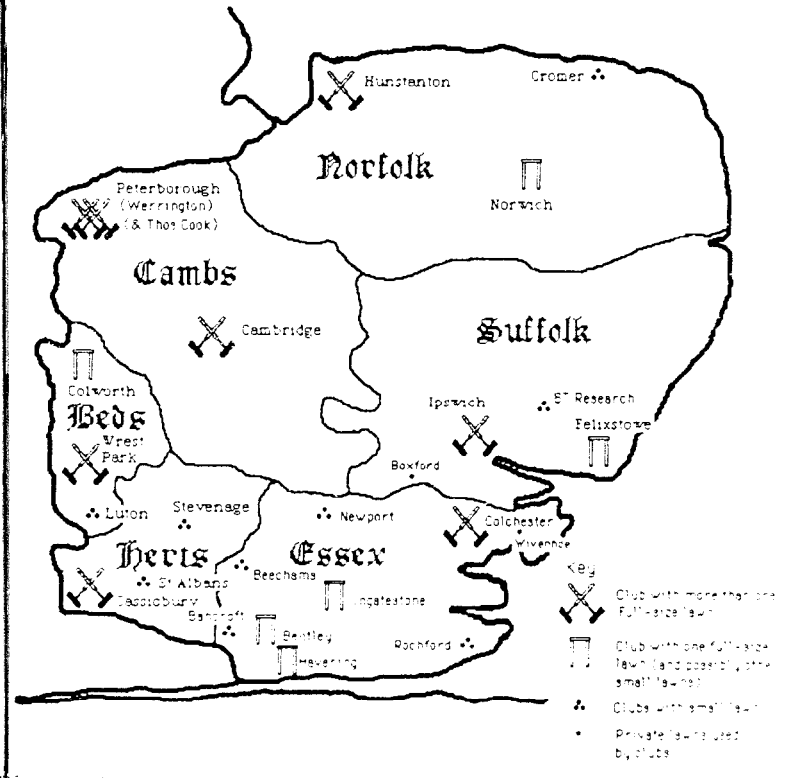 Hunstanton
Cromer
Norfolk
Peterborough
(Werrington)
(& Thos Cook)
Norwich
Cambs
Cambridge
Suffolk
Colworth
Beds
Wrest
Park
Ipswich
BT Research
Felixstowe
Boxford
Luton
Stevenage
Newport
Colchester
Wivenhoe
Herts
Essex
St Albans
Beechams
Cassiobury
Ingatestone
Bancroft
Bentley
Rochford
Havering
Key
Club with more than one
Full-size lawn
Club with one full-size
lawn (and possibly
small lawns)
Clubs with small lawn
Private lawns used
by clubs